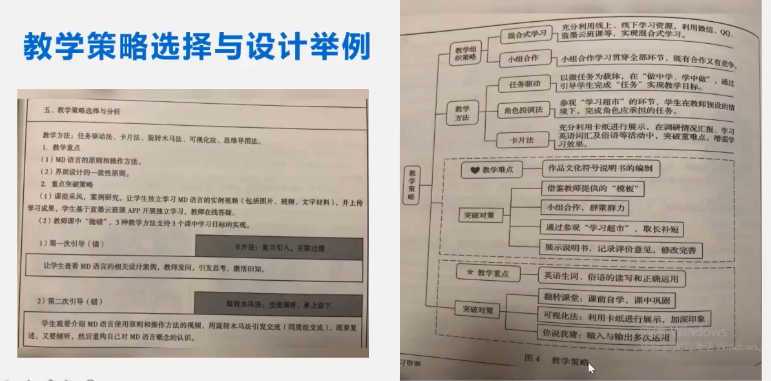 教学策略选择与设计举例
五、教学策略选择与分析
教学方法：任务驱动法、卡片法、旋转木马法、可视化法、思维导图法。
1. 教学重点
（1）MD 语言的原则和操作方法。
（2）界面设计的一致性原则。
2. 重点突破策略
（1）课前采风，案例研究。让学生独立学习 MD 语言的实例视频（包括图片、视频、文字材料），并上传
学习成果，学生基于蓝墨云班课 APP 开展独立学习，教师在线答疑。
（2）教师课中“抛锚”，3 种教学方法支持 3 个课中学习目标的实现。
1）第一次引导（锚）
卡片法：复习引入，关联过渡
让学生查看 MD 语言的相关设计案例，教师发问，引发思考，激活旧知。
2）第二次引导（锚）
旋转木马法：交流倾听，承上启下
学生观看介绍 MD 语言使用原则和操作方法的视频，用旋转木马法引发交流（同质组交流），既要复
述，又要倾听，然后重构自己对 MD 语言概念的认识。
教学策略
教学组
织策略
混合式学习
充分利用线上、线下学习资源，利用微信、QQ、
蓝墨云班课等，实现混合式学习。
小组合作
小组合作学习贯穿全部环节，既有合作又有竞争。
教学
方法
任务驱动
以微任务为载体，在“做中学、学中做”，通过
引导学生完成“任务”实现教学目标。
角色扮演法
参观“学习超市”的环节，学生在教师预设的情
境下，完成角色应承担的任务。
卡片法
充分利用卡纸进行展示，在调研情况汇报、学习
英语词汇及俗语等活动中，突破重难点，增强学
习效果。
教学难点
作品文化符号说明书的编制
突破对策
借鉴教师提供的“模板”
小组合作、群策群力
通过参观“学习超市”，取长补短
展示说明书、记录评价意见、修改完善
教学重点
英语生词、俗语的读写和正确运用
突破对策
翻转课堂：课前自学，课中巩固
可视化法：利用卡纸进行展示，加深印象
你说我猜：输入与输出多次运用
图 4 教学策略